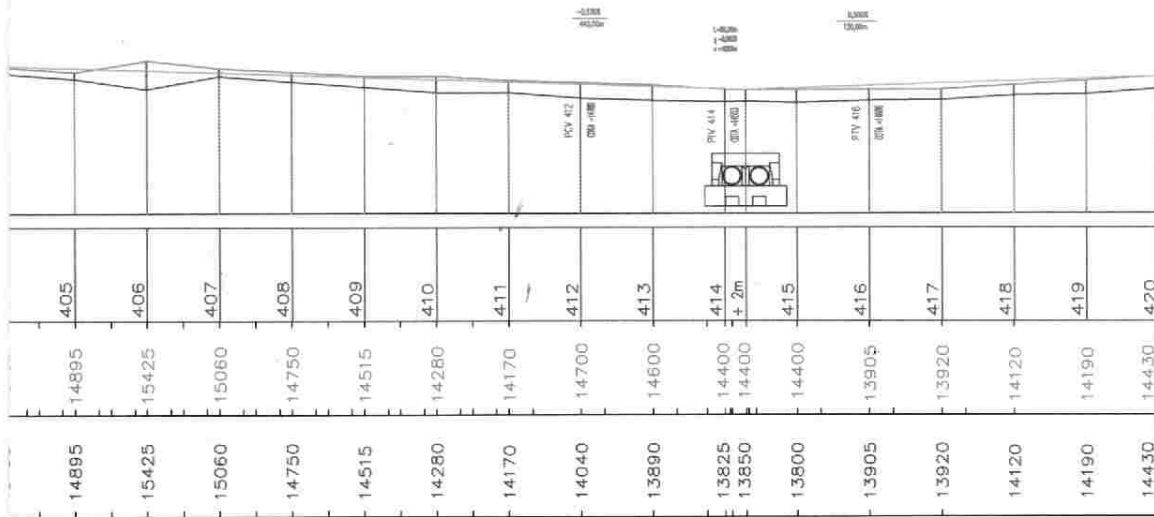 PCV 412
PIV 414
PTV 416
405 406 407 408 409 410 411 412 413 414 + 2m 415 416 417 418 419 420
14895 15425 15060 14750 14515 14280 14170 14700 14600 14400 14400 14400 13905 13920 14120 14190 14430
14895 15425 15060 14750 14515 14280 14170 14040 13890 13825 13850 13800 13905 13920 14120 14190 14430